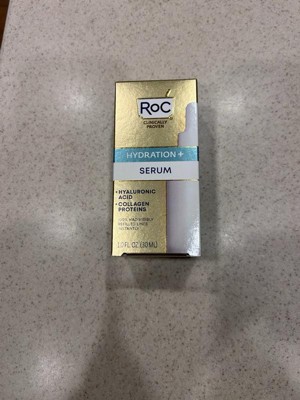 RoC
CLINICALLY
PROVEN
HYDRATION +
SERUM
• HYALURONIC
ACID
• COLLAGEN
PROTEINS
1.0 FL OZ (30 ML)